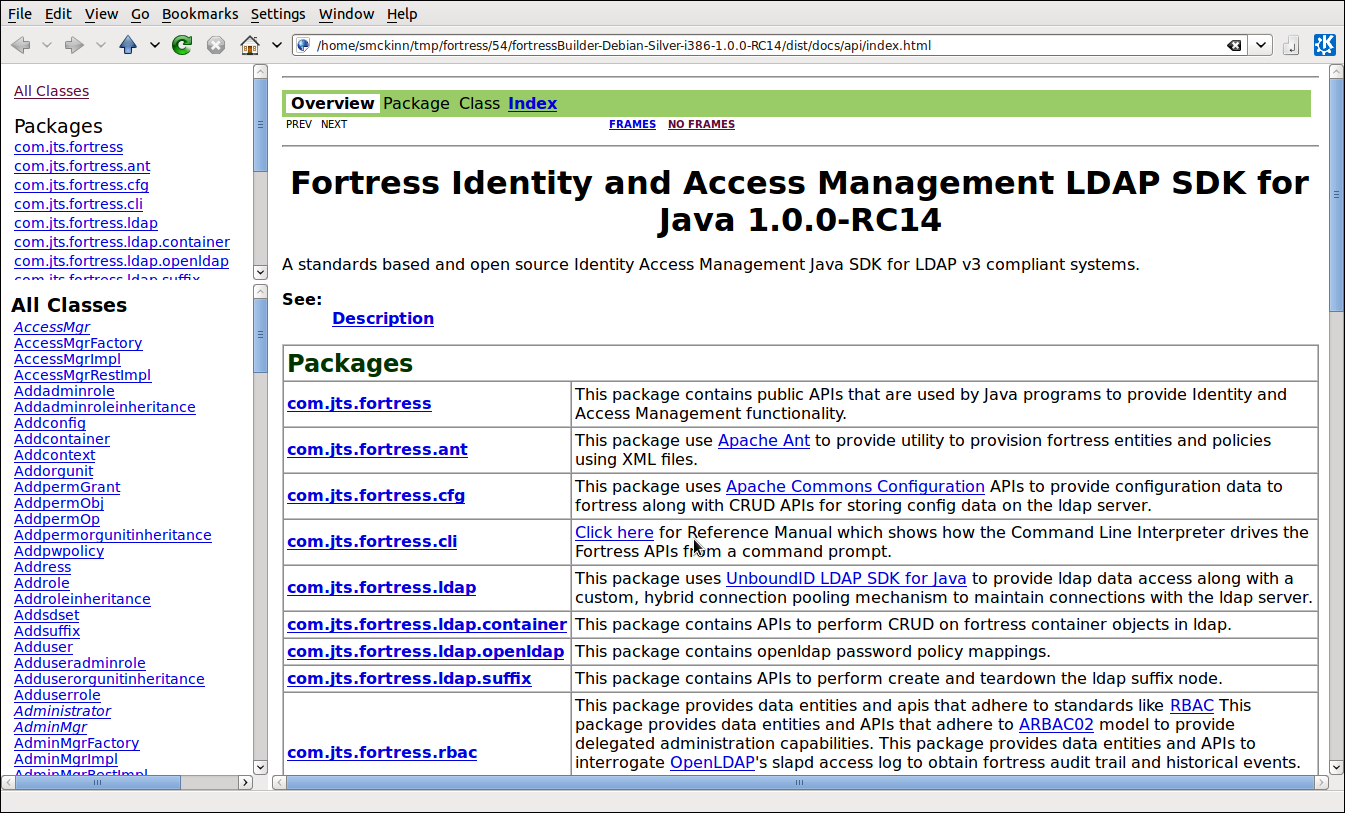 File Edit View Go Bookmarks Settings Window Help
/home/smckinn/tmp/fortress/54/fortressBuilder-Debian-Silver-i386-1.0.0-RC14/dist/docs/api/index.html
All Classes
Packages
com.jts.fortress
com.jts.fortress.ant
com.jts.fortress.cfg
com.jts.fortress.cli
com.jts.fortress.ldap
com.jts.fortress.ldap.container
com.jts.fortress.ldap.openldap
com.jts.fortress.ldap.suffix
All Classes
AccessMgr
AccessMgrFactory
AccessMgrImpl
AccessMgrRestImpl
Addadminrole
Addadminroleinheritance
Addconfig
Addcontainer
Addcontext
Addorgunit
AddpermGrant
AddpermObj
AddpermOp
Addpermorgunitinheritance
Addpwpolicy
Address
Addrole
Addroleinheritance
Addsdset
Addsuffix
Adduser
Adduseradminrole
Adduserorgunitinheritance
Adduserrole
Administrator
AdminMgr
AdminMgrFactory
AdminMgrImpl
AdminMgrRestImpl
Overview Package Class Index
PREV NEXT FRAMES NO FRAMES
Fortress Identity and Access Management LDAP SDK for
Java 1.0.0-RC14
A standards based and open source Identity Access Management Java SDK for LDAP v3 compliant systems.
See:
Description
Packages
com.jts.fortress
This package contains public APIs that are used by Java programs to provide Identity and
Access Management functionality.
com.jts.fortress.ant
This package use Apache Ant to provide utility to provision fortress entities and policies
using XML files.
com.jts.fortress.cfg
This package uses Apache Commons Configuration APIs to provide configuration data to
fortress along with CRUD APIs for storing config data on the ldap server.
com.jts.fortress.cli
Click here for Reference Manual which shows how the Command Line Interpreter drives the
Fortress APIs from a command prompt.
com.jts.fortress.ldap
This package uses UnboundID LDAP SDK for Java to provide ldap data access along with a
custom, hybrid connection pooling mechanism to maintain connections with the ldap server.
com.jts.fortress.ldap.container
This package contains APIs to perform CRUD on fortress container objects in ldap.
com.jts.fortress.ldap.openldap
This package contains openldap password policy mappings.
com.jts.fortress.ldap.suffix
This package contains APIs to perform create and teardown the ldap suffix node.
com.jts.fortress.rbac
This package provides data entities and apis that adhere to standards like RBAC This
package provides data entities and APIs that adhere to ARBAC02 model to provide
delegated administration capabilities. This package provides data entities and APIs to
interrogate OpenLDAP's slapd access log to obtain fortress audit trail and historical events.